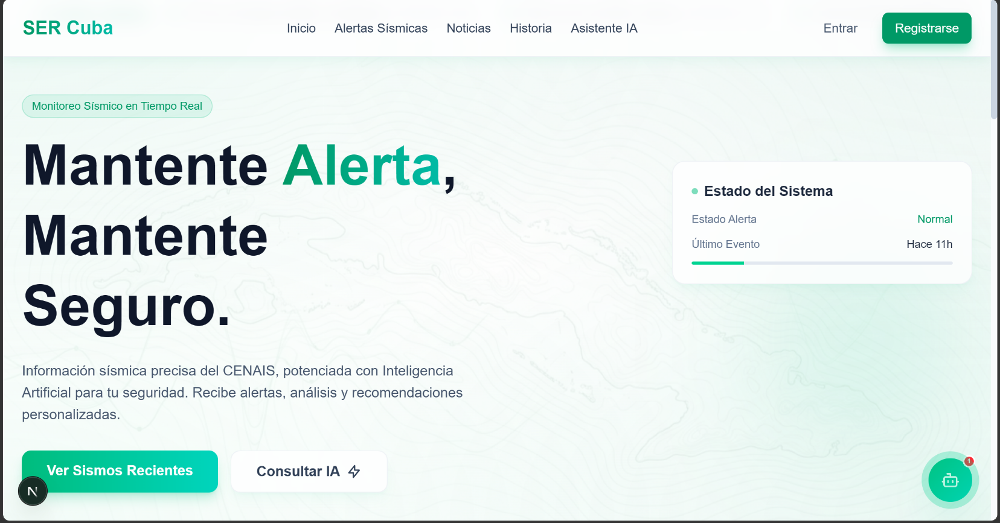 SER Cuba
Inicio
Alertas Sísmicas
Noticias
Historia
Asistente IA
Entrar
Registrarse
Monitoreo Sísmico en Tiempo Real
Mantente Alerta,
Mantente
Seguro.
Información sísmica precisa del CENAIS, potenciada con Inteligencia
Artificial para tu seguridad. Recibe alertas, análisis y recomendaciones
personalizadas.
Ver Sismos Recientes
Consultar IA
Estado del Sistema
Estado Alerta
Normal
Último Evento
Hace 11h
N
1